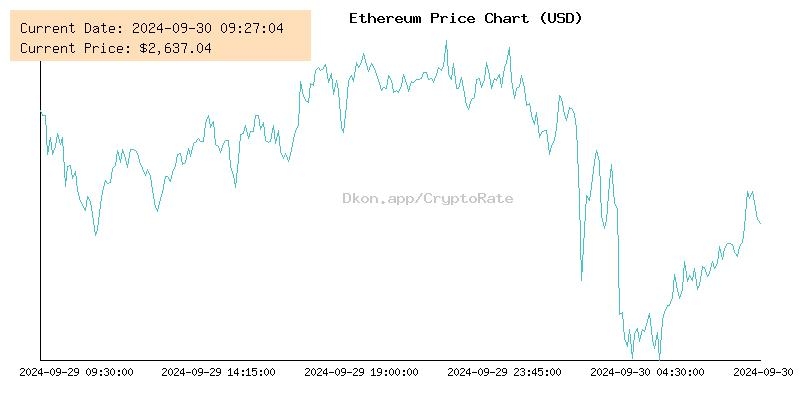 Ethereum Price Chart (USD)
Current Date: 2024-09-30 09:27:04
Current Price: $2,637.04
Dkon.app/CryptoRate
2024-09-29 09:30:00 2024-09-29 14:15:00 2024-09-29 19:00:00 2024-09-29 23:45:00 2024-09-30 04:30:00 2024-09-30